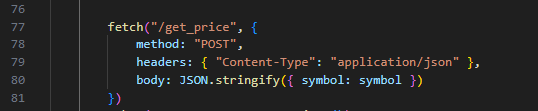 76
77 fetch("/get_price", {
78 method: "POST",
79 headers: { "Content-Type": "application/json" },
80 body: JSON.stringify({ symbol: symbol })
81 })